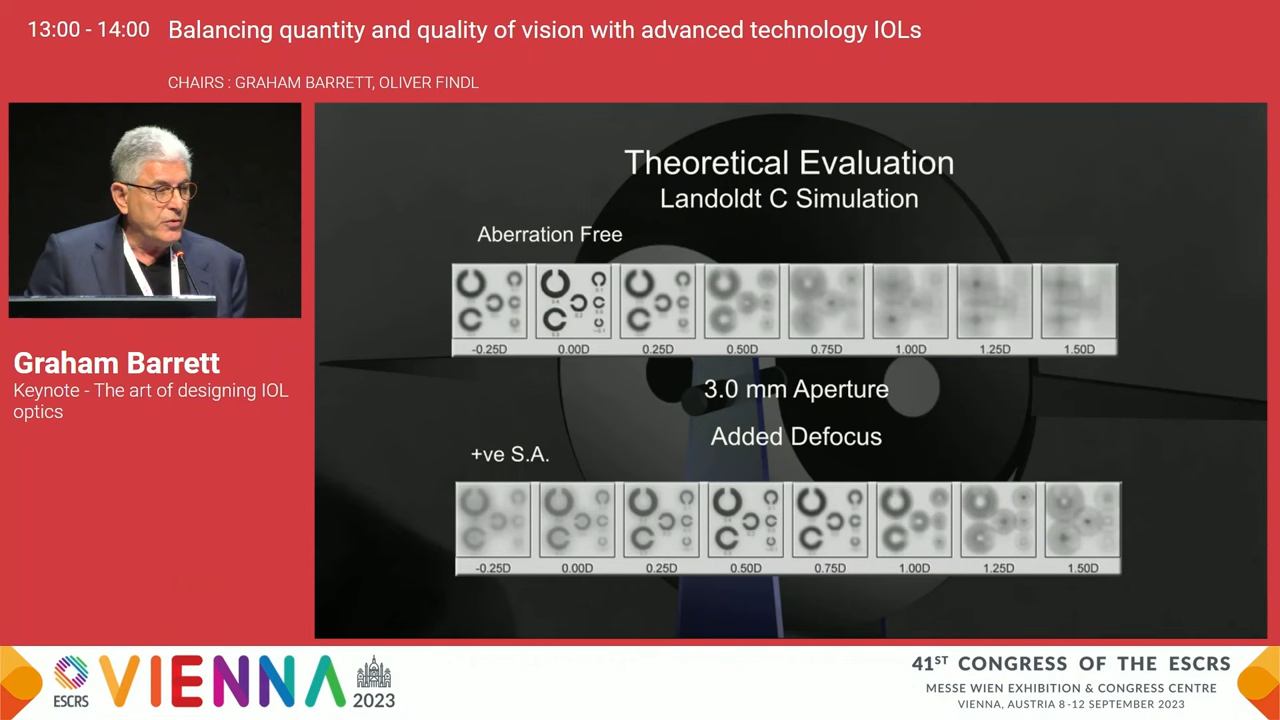 13:00 - 14:00 Balancing quantity and quality of vision with advanced technology IOLs
CHAIRS : GRAHAM BARRETT, OLIVER FINDL
Graham Barrett
Keynote - The art of designing IOL
optics
Theoretical Evaluation
Landoldt C Simulation
Aberration Free
-0.25D 0.00D 0.25D 0.50D 0.75D 1.00D 1.25D 1.50D
3.0 mm Aperture
Added Defocus
+ve S.A.
-0.25D 0.00D 0.25D 0.50D 0.75D 1.00D 1.25D 1.50D
ESCRS
VIENNA
2023
41ST CONGRESS OF THE ESCRS
MESSE WIEN EXHIBITION & CONGRESS CENTRE
VIENNA, AUSTRIA 8-12 SEPTEMBER 2023